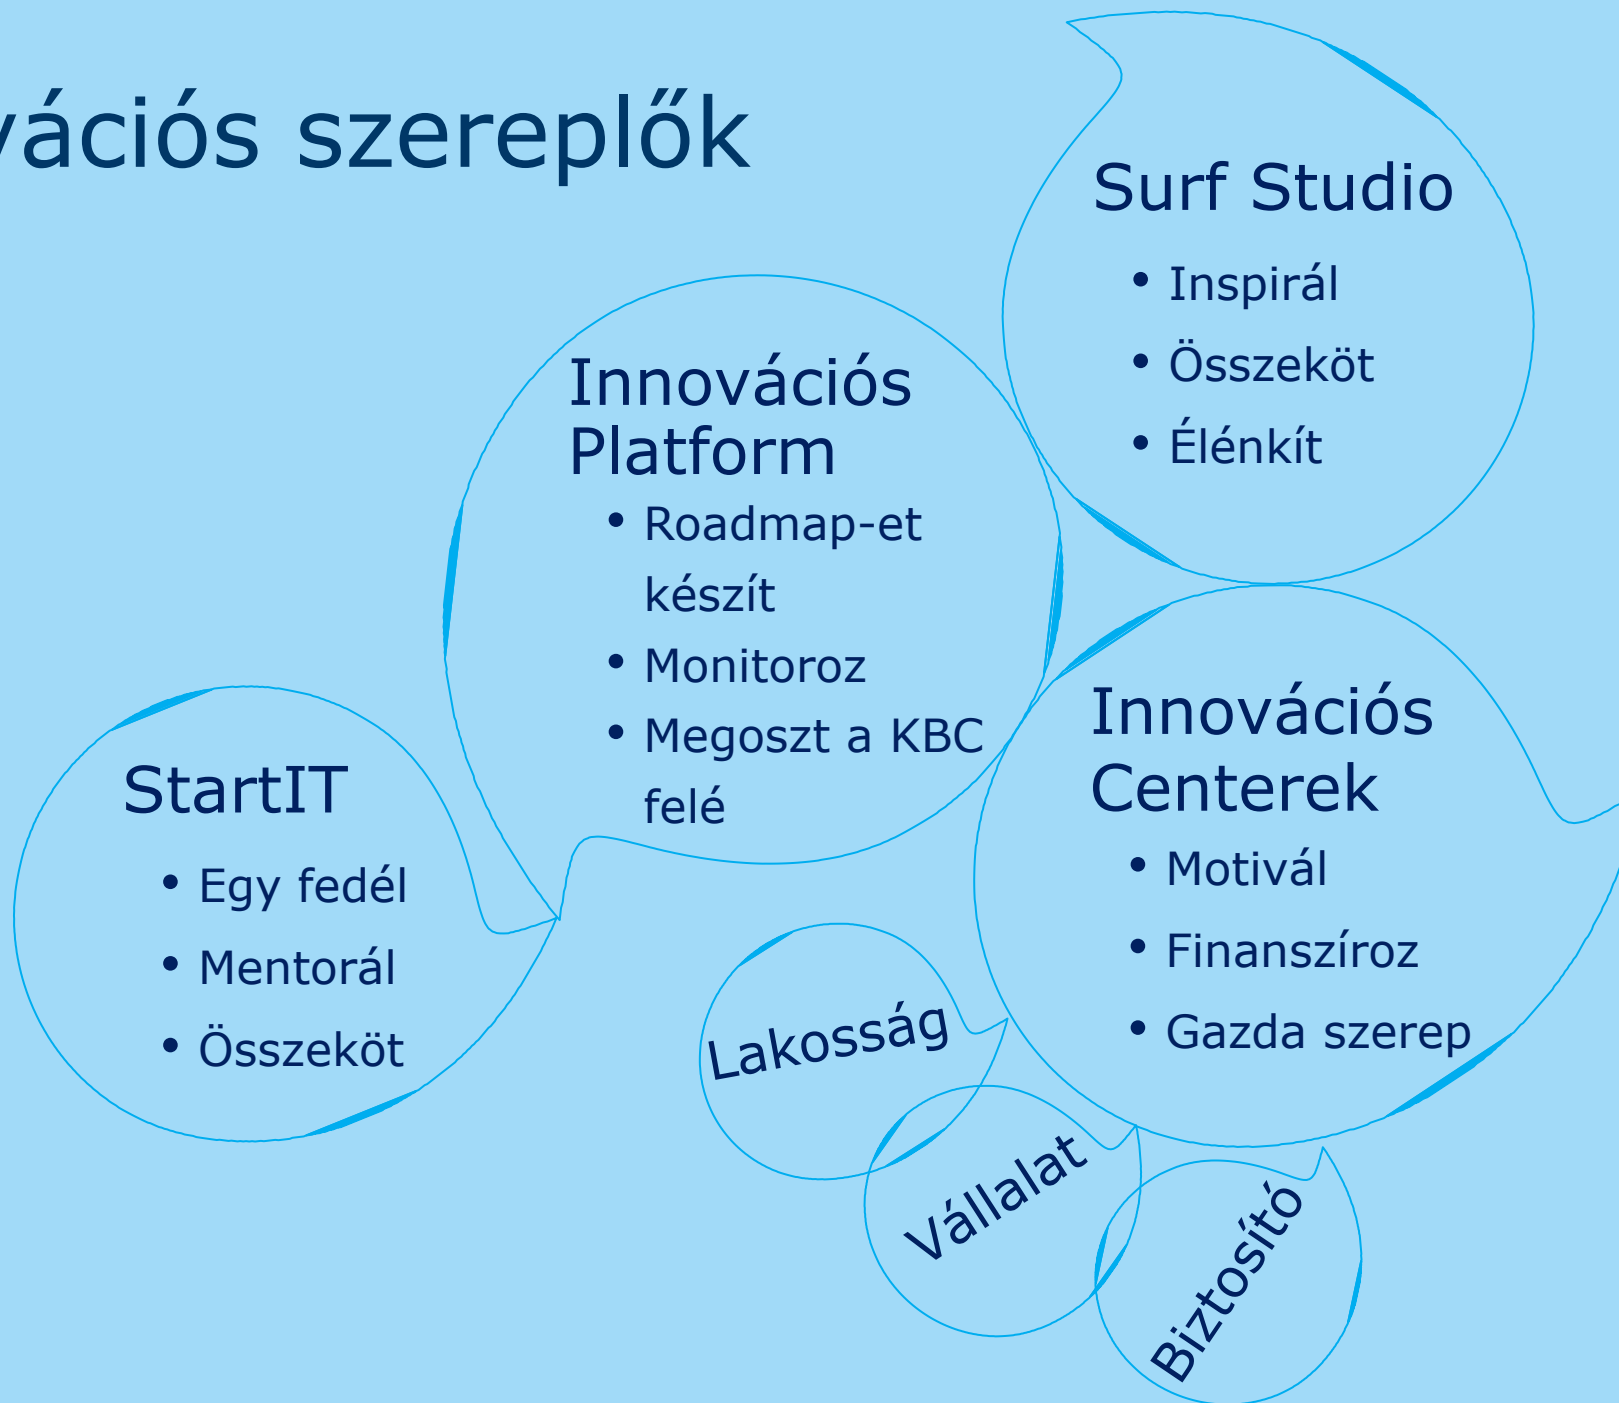 vációs szereplők
Surf Studio
• Inspirál
• Összeköt
• Élénkít
Innovációs
Platform
• Roadmap-et
készít
• Monitoroz
• Megoszt a KBC
felé
StartIT
• Egy fedél
• Mentorál
• Összeköt
Innovációs
Centerek
• Motivál
• Finanszíroz
• Gazda szerep
Lakosság
Vállalat
Biztosító